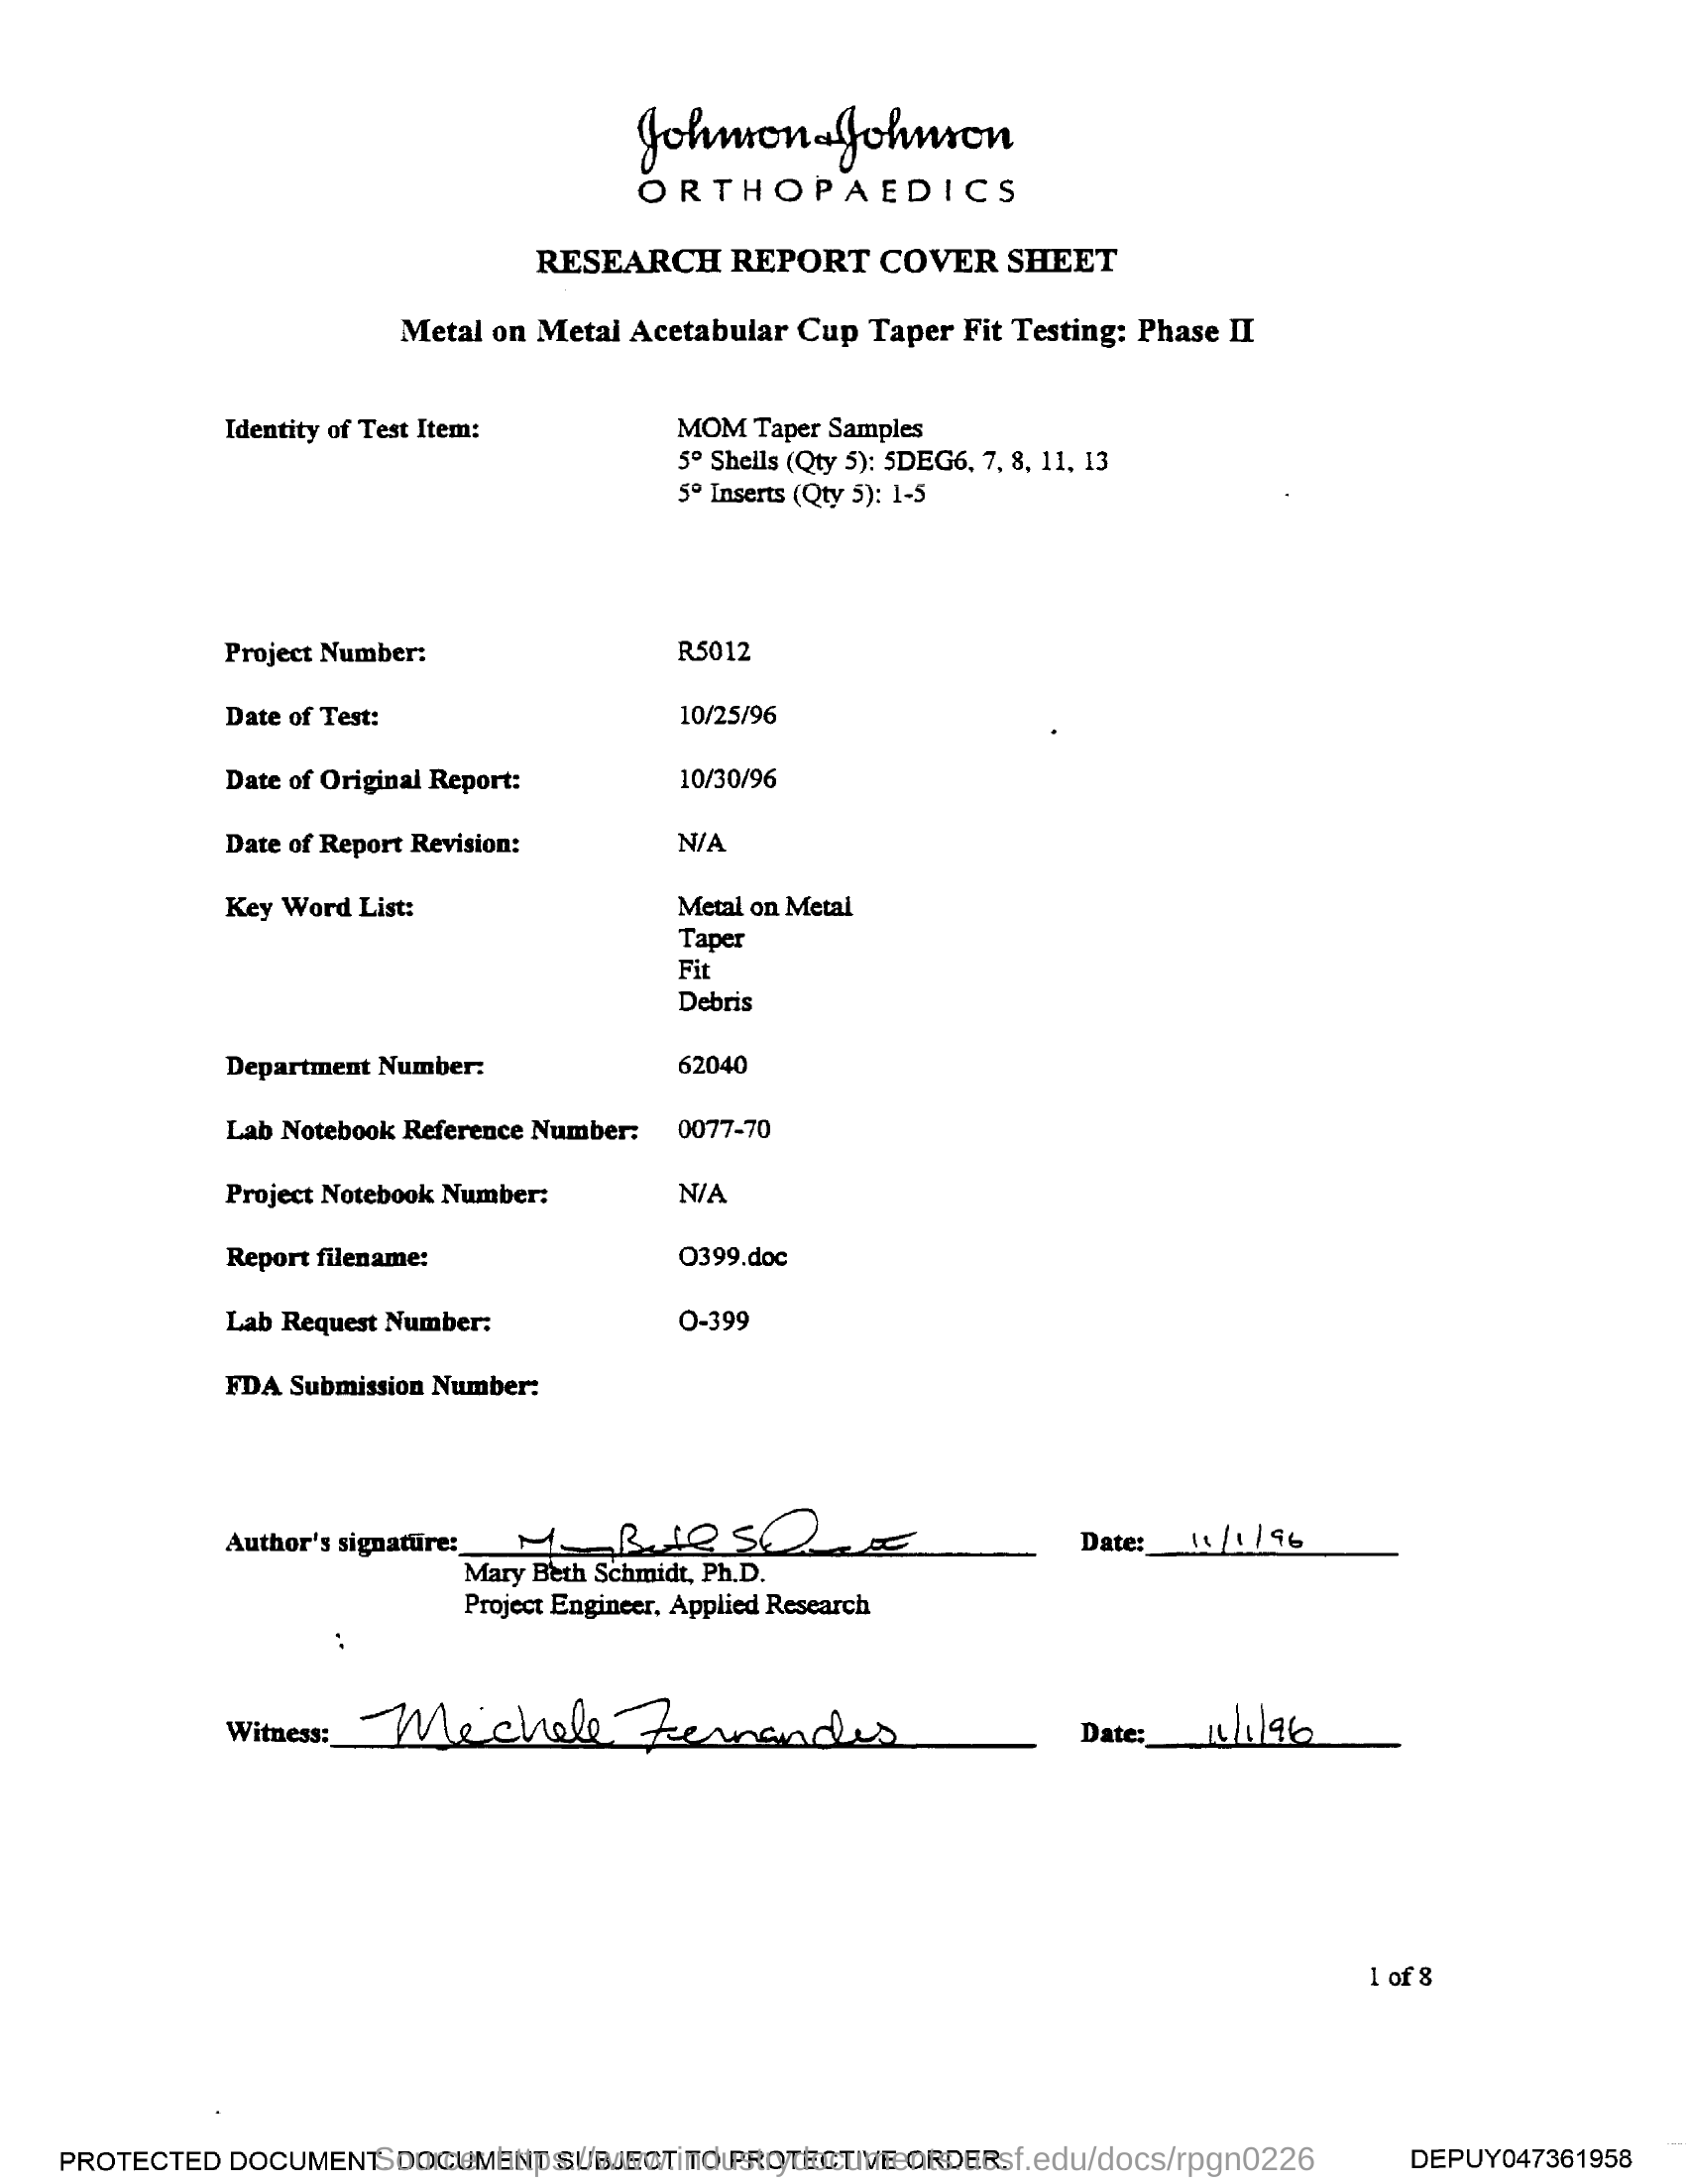 Johnson & Johnson
ORTHOPAEDICS
RESEARCH REPORT COVER SHEET
Metal on Metal Acetabular Cup Taper Fit Testing: Phase II
Identity of Test Item: MOM Taper Samples
5° Shells (Qty 5): 5DEG6, 7, 8, 11, 13
5° Inserts (Qty 5): 1-5
Project Number: R5012
Date of Test: 10/25/96
Date of Original Report: 10/30/96
Date of Report Revision: N/A
Key Word List: Metal on Metal
Taper
Fit
Debris
Department Number: 62040
Lab Notebook Reference Number: 0077-70
Project Notebook Number: N/A
Report filename: O399.doc
Lab Request Number: O-399
FDA Submission Number:
Author's signature: Date: 11/1/96
Mary Beth Schmidt, Ph.D.
Project Engineer, Applied Research
Witness: Michele Fernandes Date: 11/1/96
1 of 8
PROTECTED DOCUMENT. DOCUMENT SUBJECT TO PROTECTIVE ORDER. DEPUY047361958
Source: https://www.industrydocuments.ucsf.edu/docs/rpgn0226